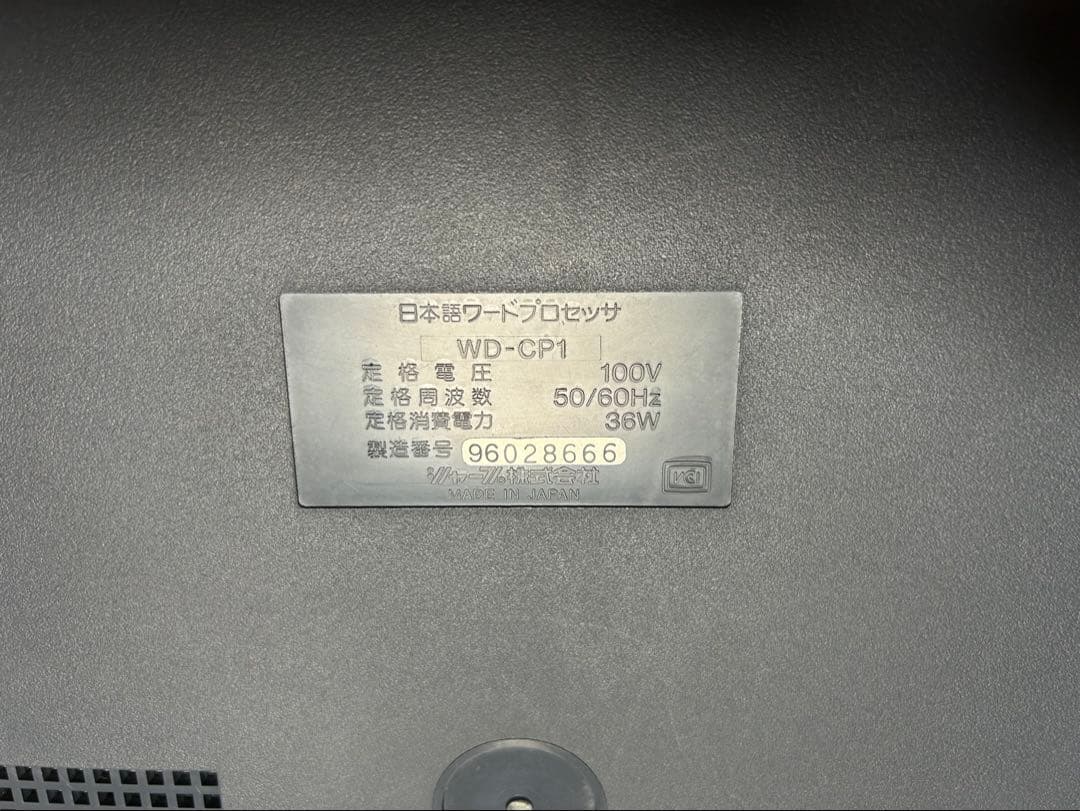 日本語ワードプロセッサ
WD-CP1
定格電圧 100V
定格周波数 50/60Hz
定格消費電力 36W
製造番号 96028666
シャープ株式会社
MADE IN JAPAN
VCI